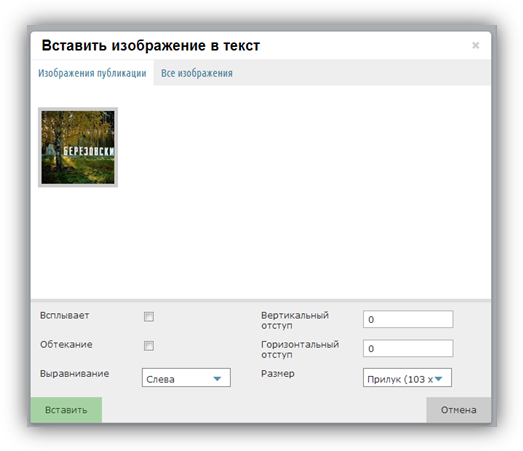 Вставить изображение в текст ×
Изображения публикации Все изображения
БЕРЕЗОВСКИ
Всплывает
Вертикальный отступ 0
Обтекание
Горизонтальный отступ 0
Выравнивание Слева
Размер Прилук (103 x
Вставить Отмена